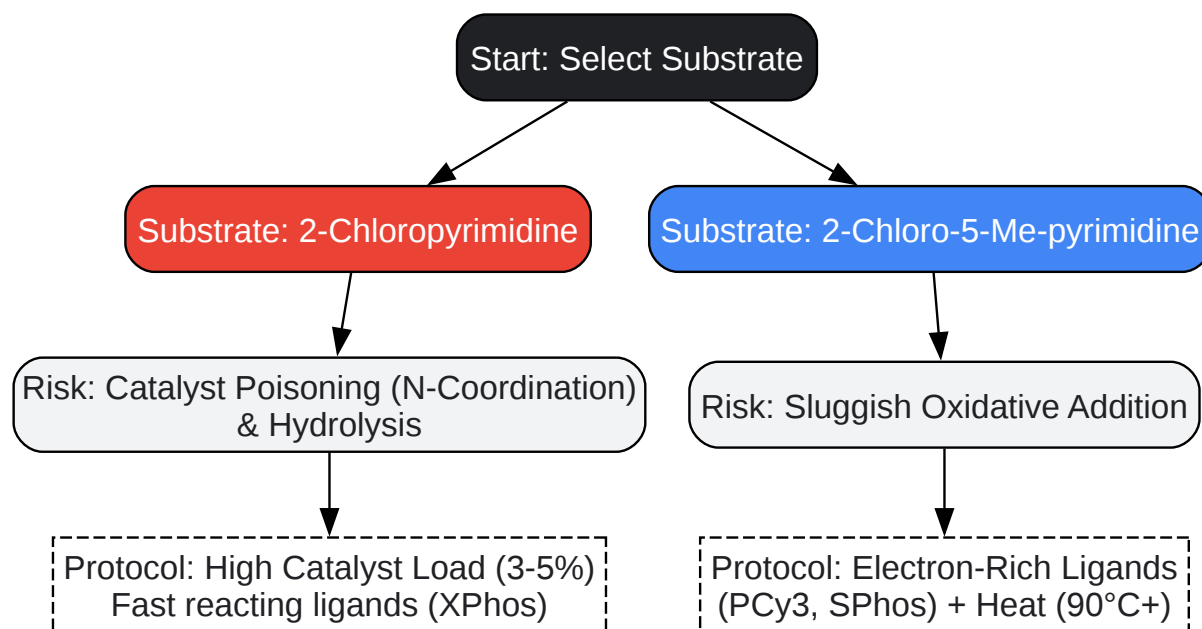 Start: Select Substrate
Substrate: 2-Chloropyrimidine
Substrate: 2-Chloro-5-Me-pyrimidine
Risk: Catalyst Poisoning (N-Coordination)
& Hydrolysis
Risk: Sluggish Oxidative Addition
Protocol: High Catalyst Load (3-5%)
Fast reacting ligands (XPhos)
Protocol: Electron-Rich Ligands
(PCy3, SPhos) + Heat (90°C+)